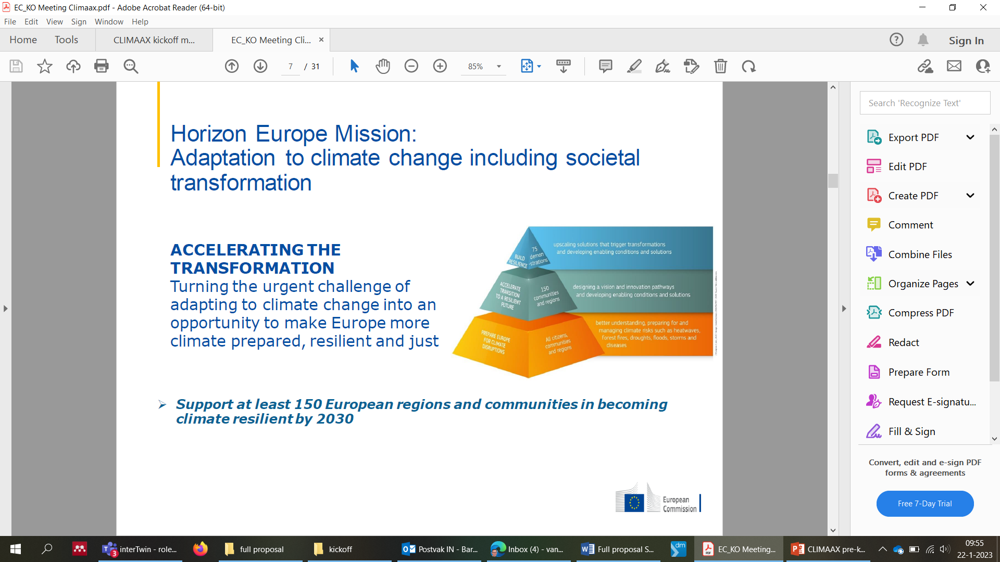 EC_KO Meeting Climaax.pdf - Adobe Acrobat Reader (64-bit)
File Edit View Sign Window Help
Home Tools CLIMAAX kickoff m... EC_KO Meeting Cli... × Sign In
7 / 31 85%
Horizon Europe Mission:
Adaptation to climate change including societal
transformation
ACCELERATING THE
TRANSFORMATION
Turning the urgent challenge of
adapting to climate change into an
opportunity to make Europe more
climate prepared, resilient and just
BUILD
RESILIENCE
75
demon
-strations
upscaling solutions that trigger transformations
and developing enabling conditions and solutions
ACCELERATE
TRANSITION
TO A RESILIENT
FUTURE
150
communities
and regions
designing a vision and innovation pathways
and developing enabling conditions and solutions
PREPARE EUROPE
FOR CLIMATE
DISRUPTIONS
All citizens,
communities
and regions
better understanding, preparing for and
managing climate risks such as heatwaves,
forest fires, droughts, floods, storms and
diseases
Support at least 150 European regions and communities in becoming
climate resilient by 2030
European
Commission
Search 'Recognize Text'
Export PDF
Edit PDF
Create PDF
Comment
Combine Files
Organize Pages
Compress PDF
Redact
Prepare Form
Request E-signatu...
Fill & Sign
Convert, edit and e-sign PDF
forms & agreements
Free 7-Day Trial
3 interTwin - role... full proposal kickoff Postvak IN - Bar... Inbox (4) - van... Full proposal S... dm EC_KO Meeting... CLIMAAX pre-k...
09:55
22-1-2023